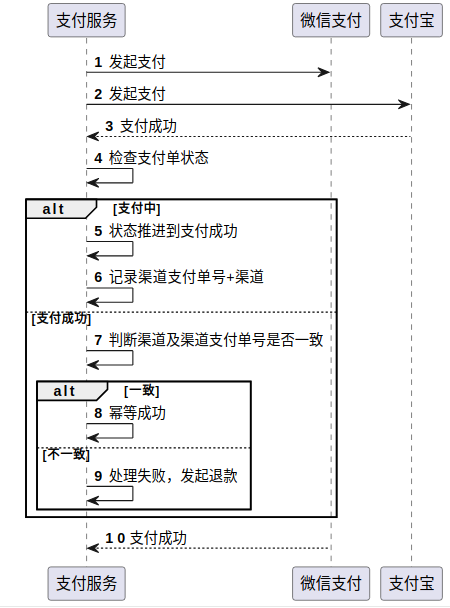 支付服务 微信支付 支付宝
1 发起支付
2 发起支付
3 支付成功
4 检查支付单状态
alt [支付中]
5 状态推进到支付成功
6 记录渠道支付单号+渠道
[支付成功]
7 判断渠道及渠道支付单号是否一致
alt [一致]
8 幂等成功
[不一致]
9 处理失败，发起退款
10 支付成功
支付服务 微信支付 支付宝